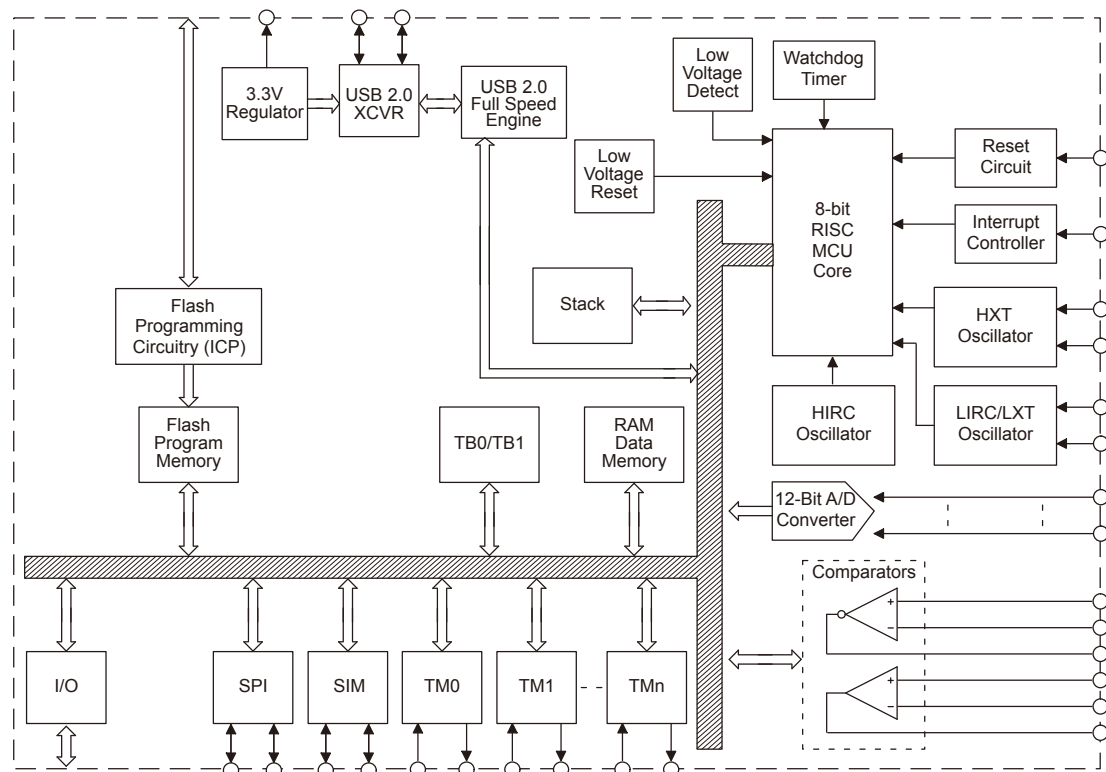 Low
Voltage
Detect
Watchdog
Timer
3.3V
Regulator
USB 2.0
XCVR
USB 2.0
Full Speed
Engine
Low
Voltage
Reset
8-bit
RISC
MCU
Core
Reset
Circuit
Interrupt
Controller
Stack
Flash
Programming
Circuitry (ICP)
HXT
Oscillator
Flash
Program
Memory
TB0/TB1
RAM
Data
Memory
HIRC
Oscillator
LIRC/LXT
Oscillator
12-Bit A/D
Converter
Comparators
+
−
+
−
I/O
SPI
SIM
TM0
TM1
TMn